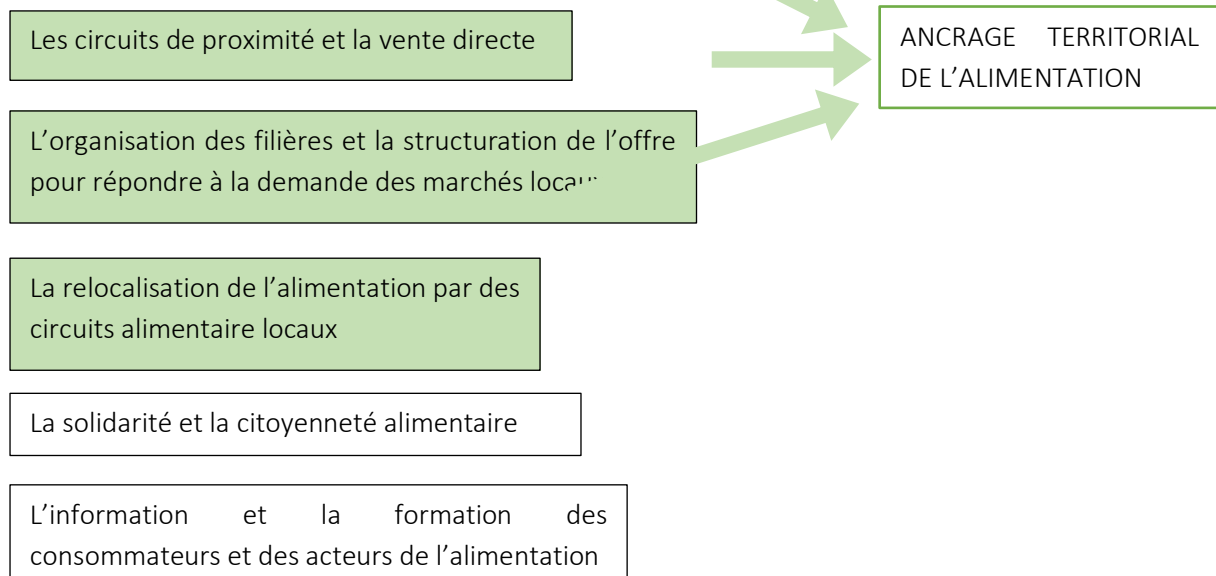 Les circuits de proximité et la vente directe
ANCRAGE TERRITORIAL
DE L’ALIMENTATION
L’organisation des filières et la structuration de l’offre
pour répondre à la demande des marchés locaux
La relocalisation de l’alimentation par des
circuits alimentaire locaux
La solidarité et la citoyenneté alimentaire
L’information et la formation des
consommateurs et des acteurs de l’alimentation